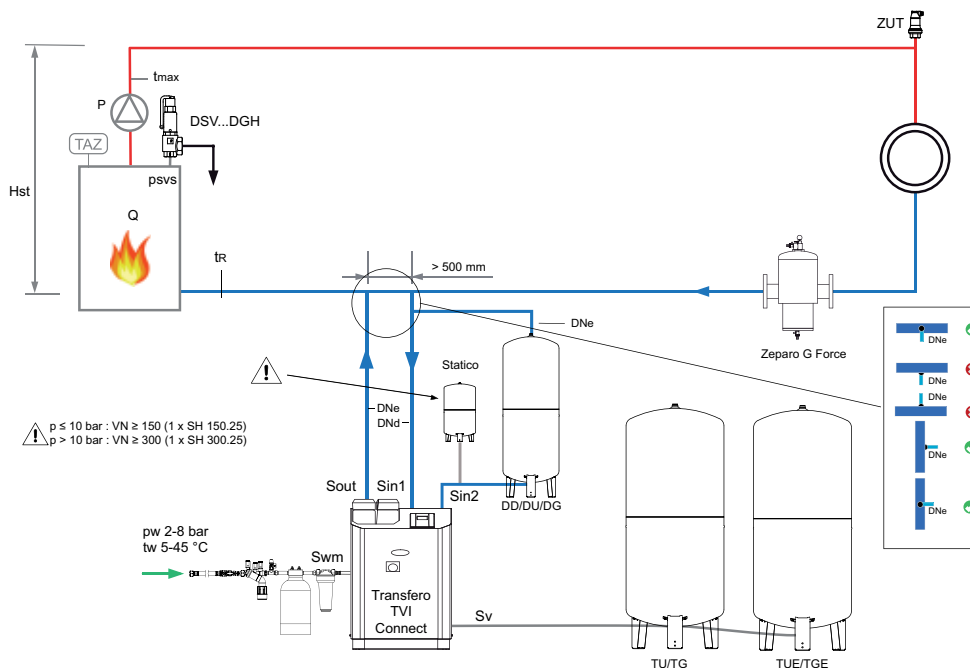 ZUT
tmax
P
DSV...DGH
TAZ
psvs
Hst
Q
tR
> 500 mm
DNe
Zeparo G Force
DNe
DNe
DNe
DNe
DNe
Statico
DNe
DNd
p ≤ 10 bar : VN ≥ 150 (1 x SH 150.25)
p > 10 bar : VN ≥ 300 (1 x SH 300.25)
Sout
Sin1
Sin2
DD/DU/DG
pw 2-8 bar
tw 5-45 °C
Swm
Transfero
TVI
Connect
Sv
TU/TG
TUE/TGE